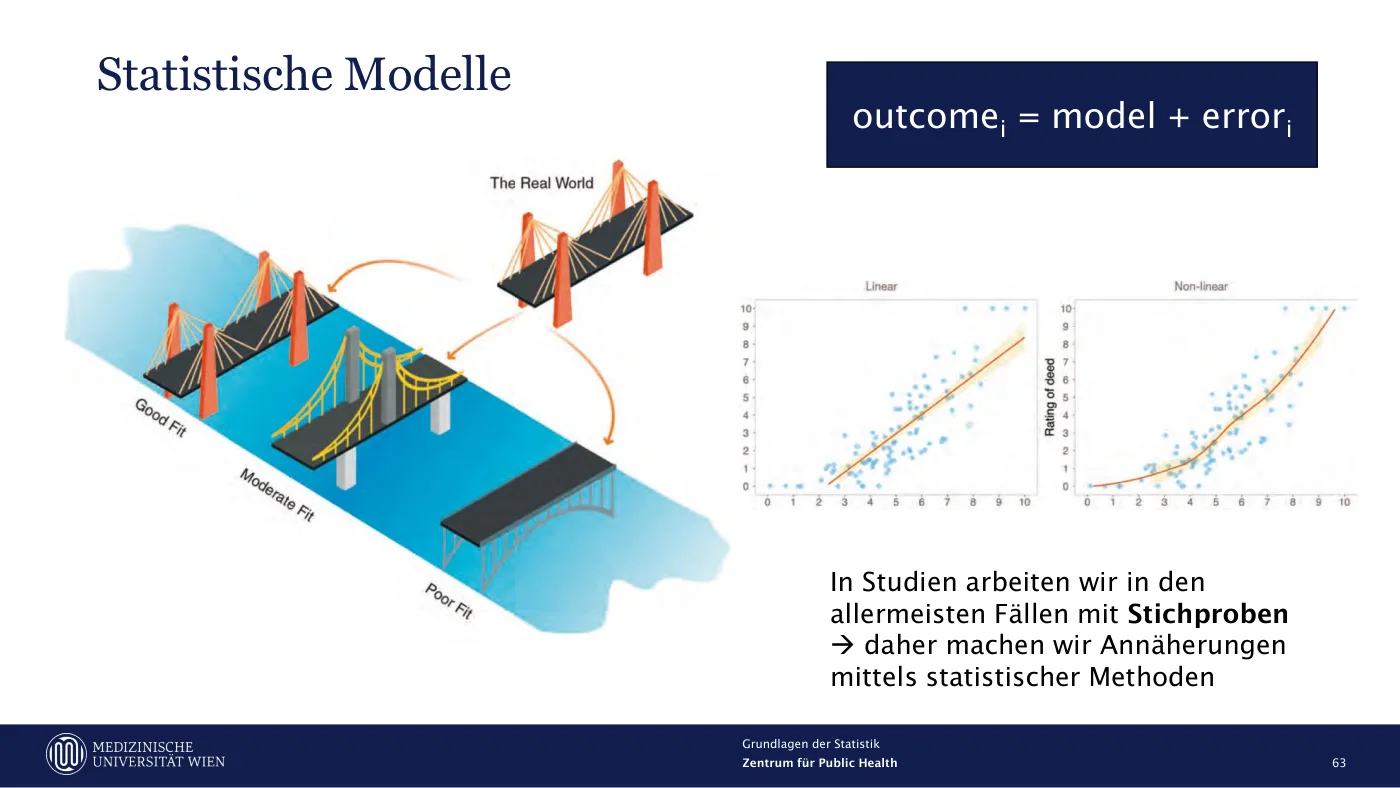 Statistische Modelle
outcomeᵢ = model + errorᵢ
The Real World
Good Fit
Moderate Fit
Poor Fit
Linear
10
9
8
7
6
5
4
3
2
1
0
0 1 2 3 4 5 6 7 8 9 10
Non-linear
Rating of deed
10
9
8
7
6
5
4
3
2
1
0
0 1 2 3 4 5 6 7 8 9 10
In Studien arbeiten wir in den
allermeisten Fällen mit Stichproben
→ daher machen wir Annäherungen
mittels statistischer Methoden
MEDIZINISCHE
UNIVERSITÄT WIEN
Grundlagen der Statistik
Zentrum für Public Health
63